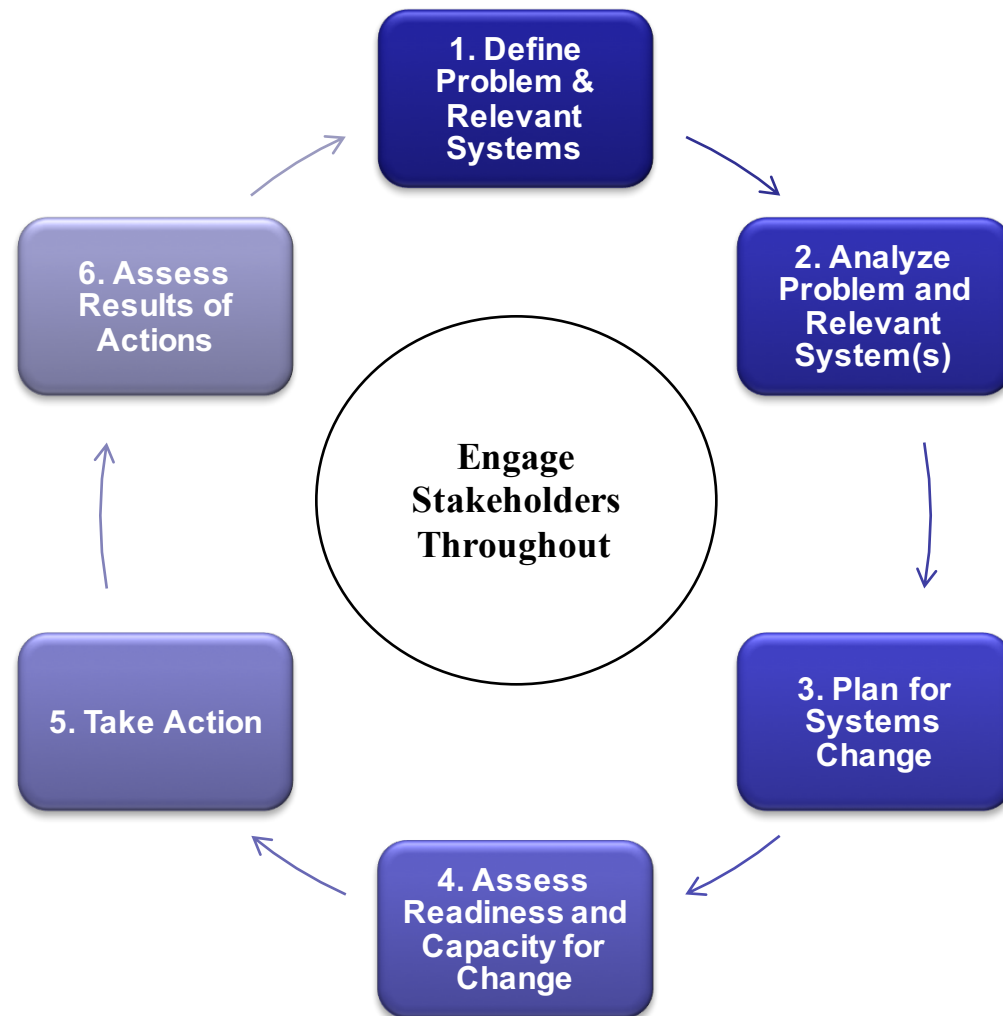 1. Define
Problem &
Relevant
Systems
2. Analyze
Problem and
Relevant
System(s)
3. Plan for
Systems
Change
4. Assess
Readiness and
Capacity for
Change
5. Take Action
6. Assess
Results of
Actions
Engage
Stakeholders
Throughout